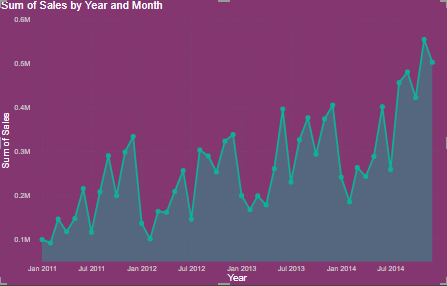 Sum of Sales by Year and Month
0.6M
0.5M
0.4M
0.3M
0.2M
0.1M
Sum of Sales
Jan 2011 Jul 2011 Jan 2012 Jul 2012 Jan 2013 Jul 2013 Jan 2014 Jul 2014
Year